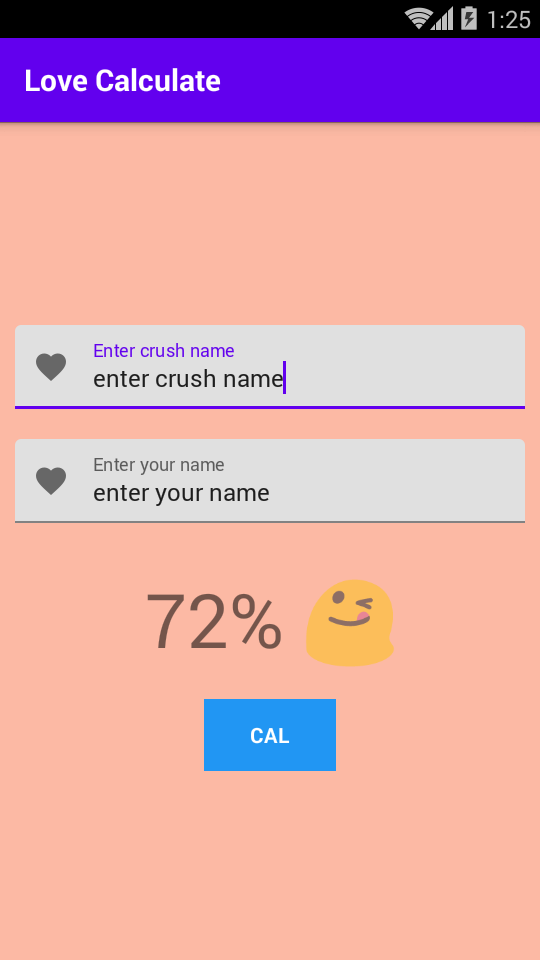 1:25
Love Calculate
Enter crush name
enter crush name
Enter your name
enter your name
72% 😜
CAL